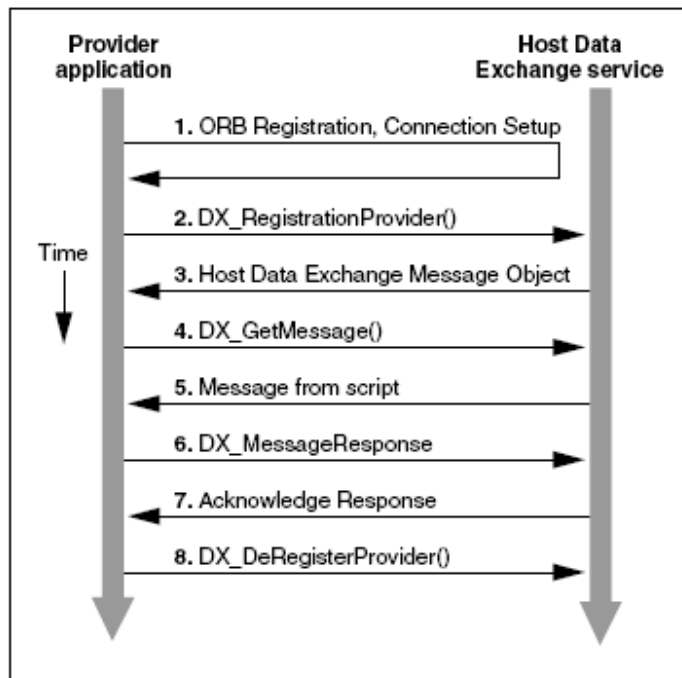 Provider
application
Host Data
Exchange service
1. ORB Registration, Connection Setup
2. DX_RegistrationProvider()
Time
3. Host Data Exchange Message Object
4. DX_GetMessage()
5. Message from script
6. DX_MessageResponse
7. Acknowledge Response
8. DX_DeRegisterProvider()